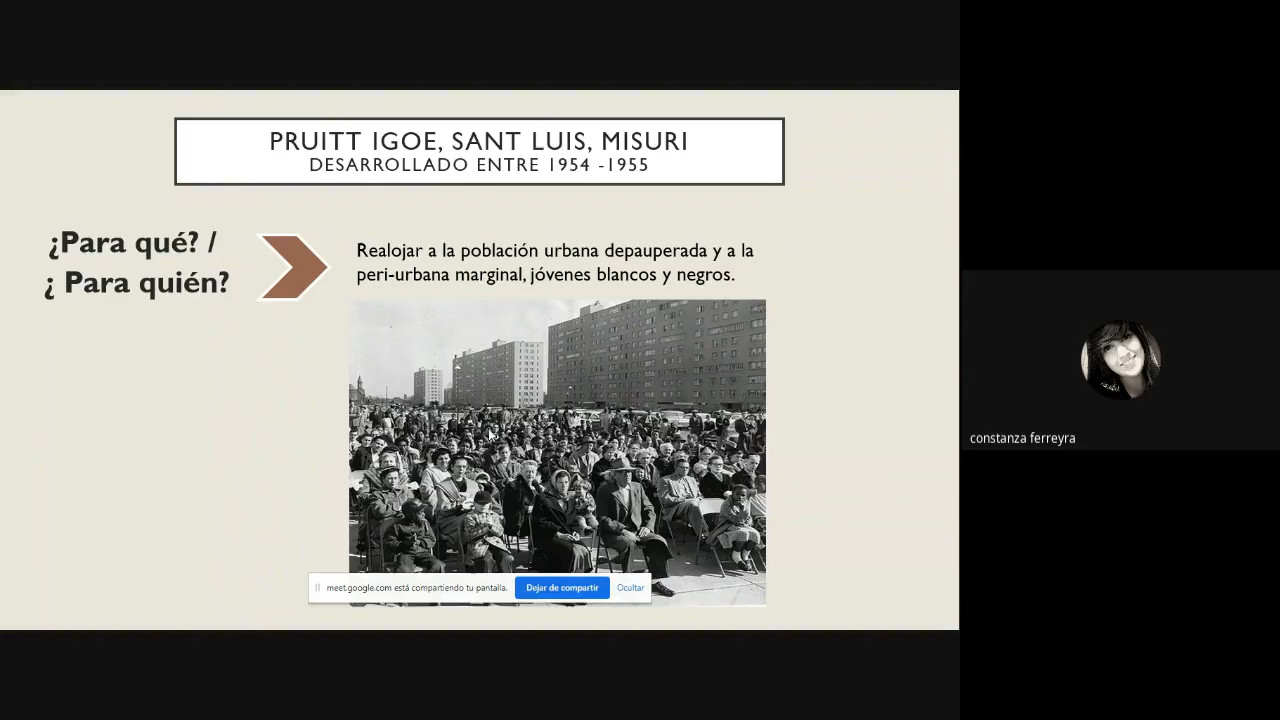 PRUITT IGOE, SANT LUIS, MISURI
DESARROLLADO ENTRE 1954 -1955
¿Para qué? /
¿ Para quién?
Realojar a la población urbana depauperada y a la
peri-urbana marginal, jóvenes blancos y negros.
meet.google.com está compartiendo tu pantalla. Dejar de compartir Ocultar
constanza ferreyra